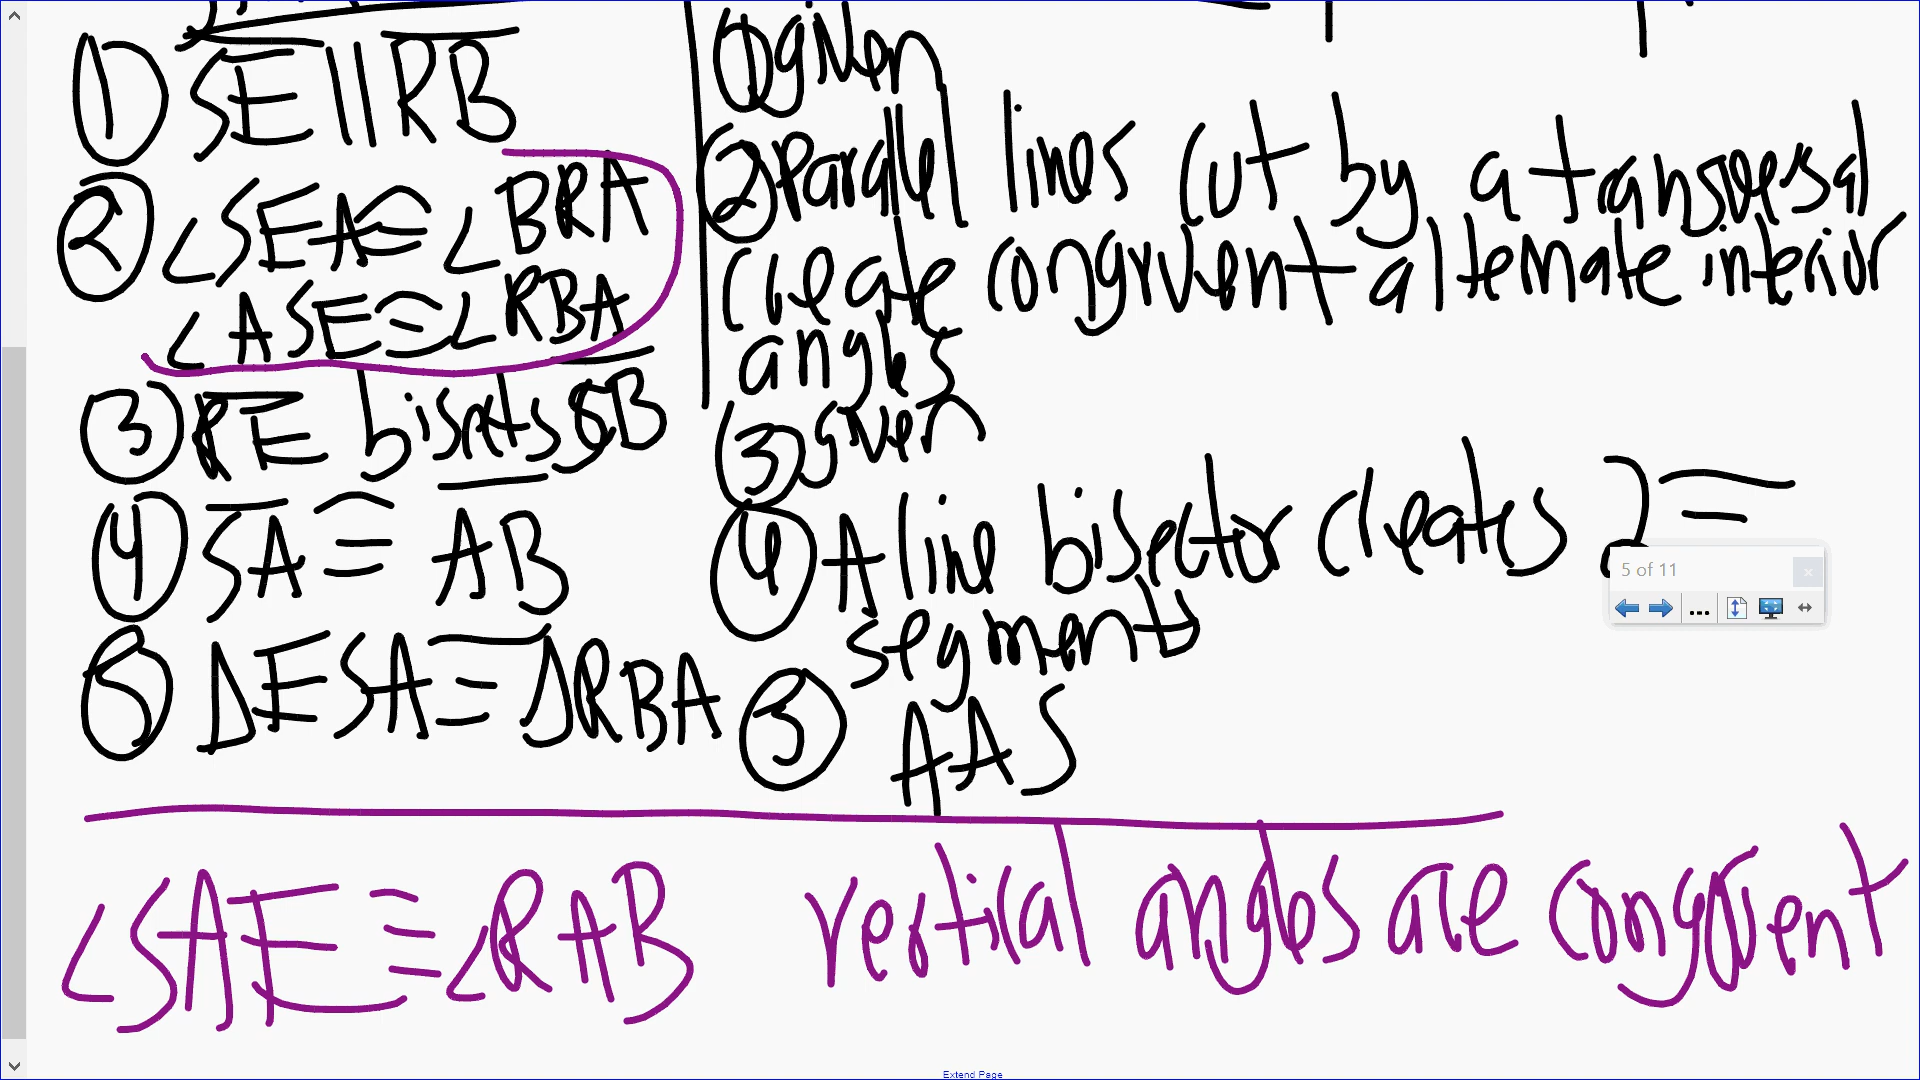 ① SE || RB ① given
② ∠SEA ≅ ∠BRA ② Parallel lines cut by a transversal
∠ASE ≅ ∠RBA create congruent alternate interior
angles
③ RE bisects SB ③ given
④ SA ≅ AB ④ A line bisector creates 2 ≅
segments
⑤ ΔESA ≅ ΔRBA ⑤ AAS
∠SAE ≅ ∠RAB vertical angles are congruent
5 of 11
Extend Page